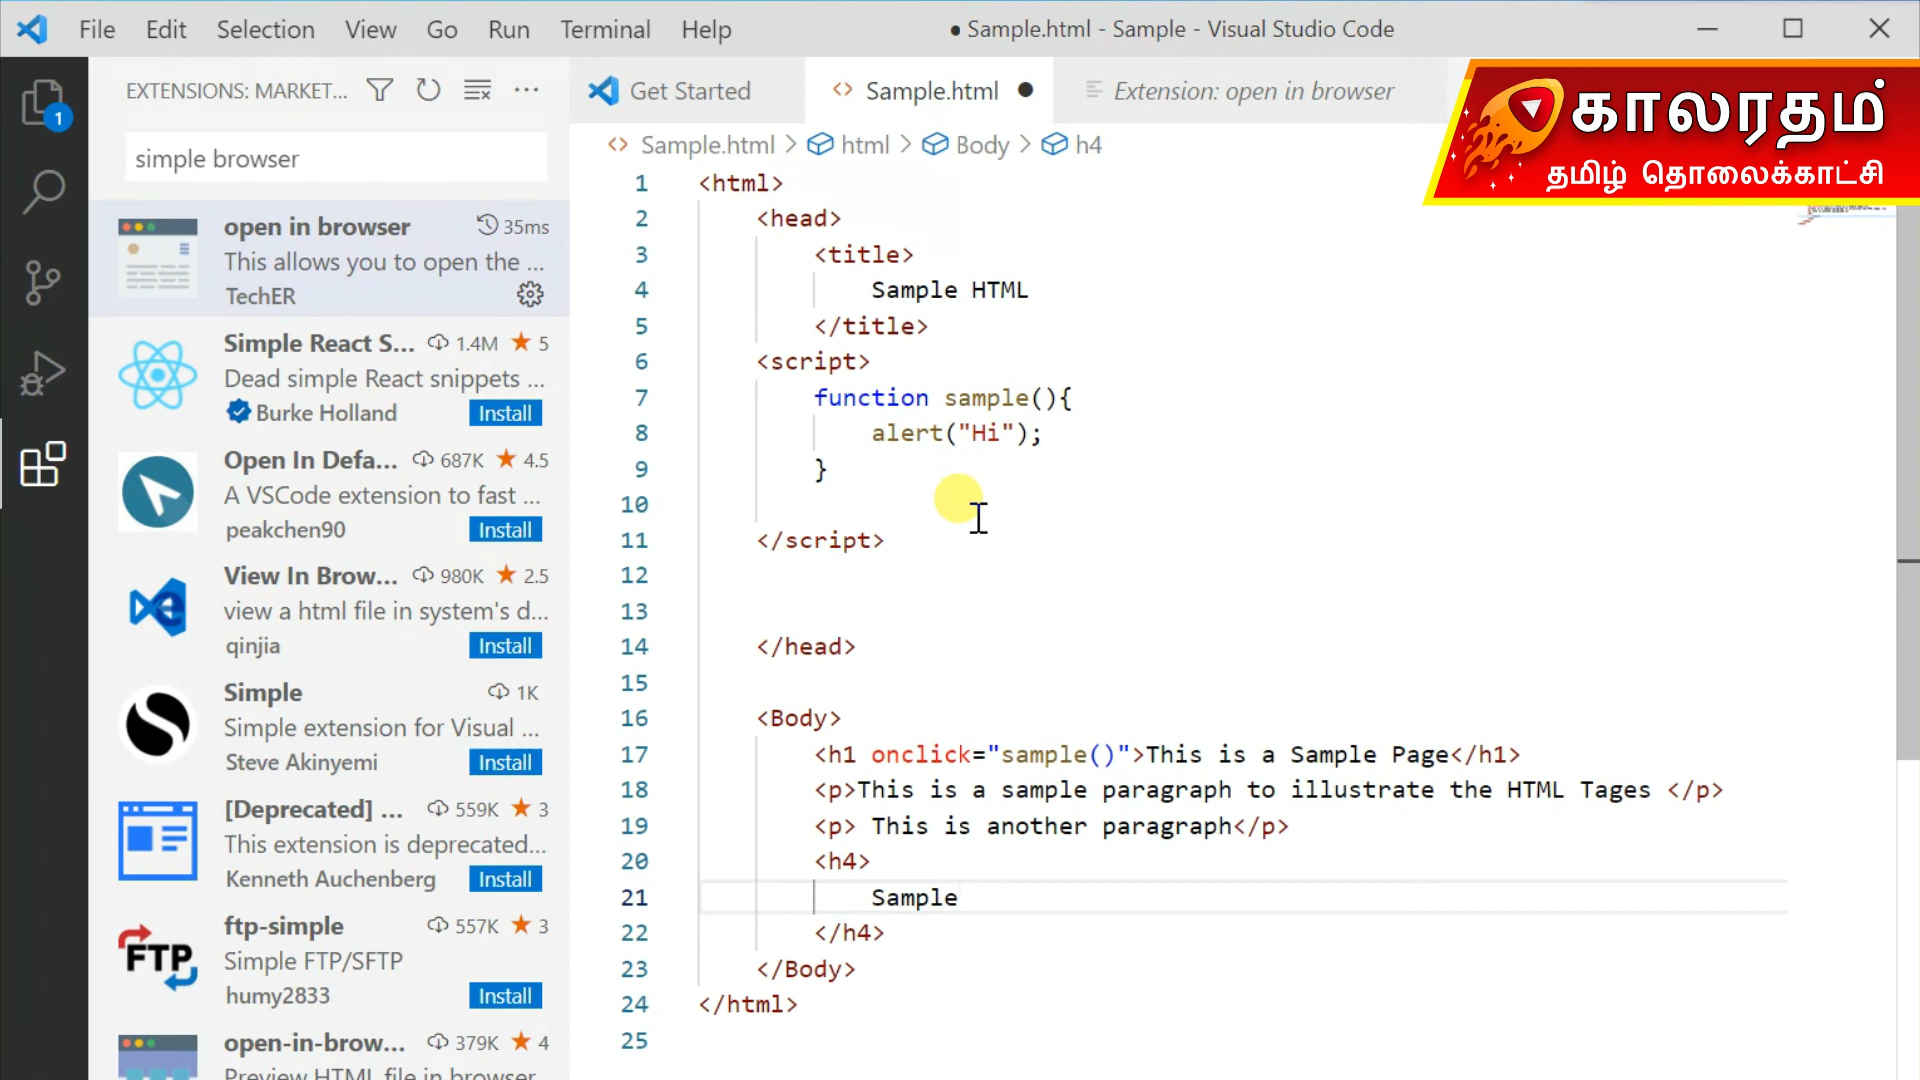 File Edit Selection View Go Run Terminal Help
● Sample.html - Sample - Visual Studio Code
காலரதம்
தமிழ் தொலைக்காட்சி
1
EXTENSIONS: MARKET...
simple browser
open in browser 35ms
This allows you to open the ...
TechER
Simple React S... 1.4M ★ 5
Dead simple React snippets ...
Burke Holland Install
Open In Defa... 687K ★ 4.5
A VSCode extension to fast ...
peakchen90 Install
View In Brow... 980K ★ 2.5
view a html file in system's d...
qinjia Install
Simple 1K
Simple extension for Visual ...
Steve Akinyemi Install
[Deprecated] ... 559K ★ 3
This extension is deprecated...
Kenneth Auchenberg Install
ftp-simple 557K ★ 3
Simple FTP/SFTP
humy2833 Install
FTP
open-in-brow... 379K ★ 4
Preview HTML file in browser
Get Started
Sample.html ●
Extension: open in browser
Sample.html > html > Body > h4
1 <html>
2 <head>
3 <title>
4 Sample HTML
5 </title>
6 <script>
7 function sample(){
8 alert("Hi");
9 }
10
11 </script>
12
13
14 </head>
15
16 <Body>
17 <h1 onclick="sample()">This is a Sample Page</h1>
18 <p>This is a sample paragraph to illustrate the HTML Tages </p>
19 <p> This is another paragraph</p>
20 <h4>
21 Sample
22 </h4>
23 </Body>
24 </html>
25